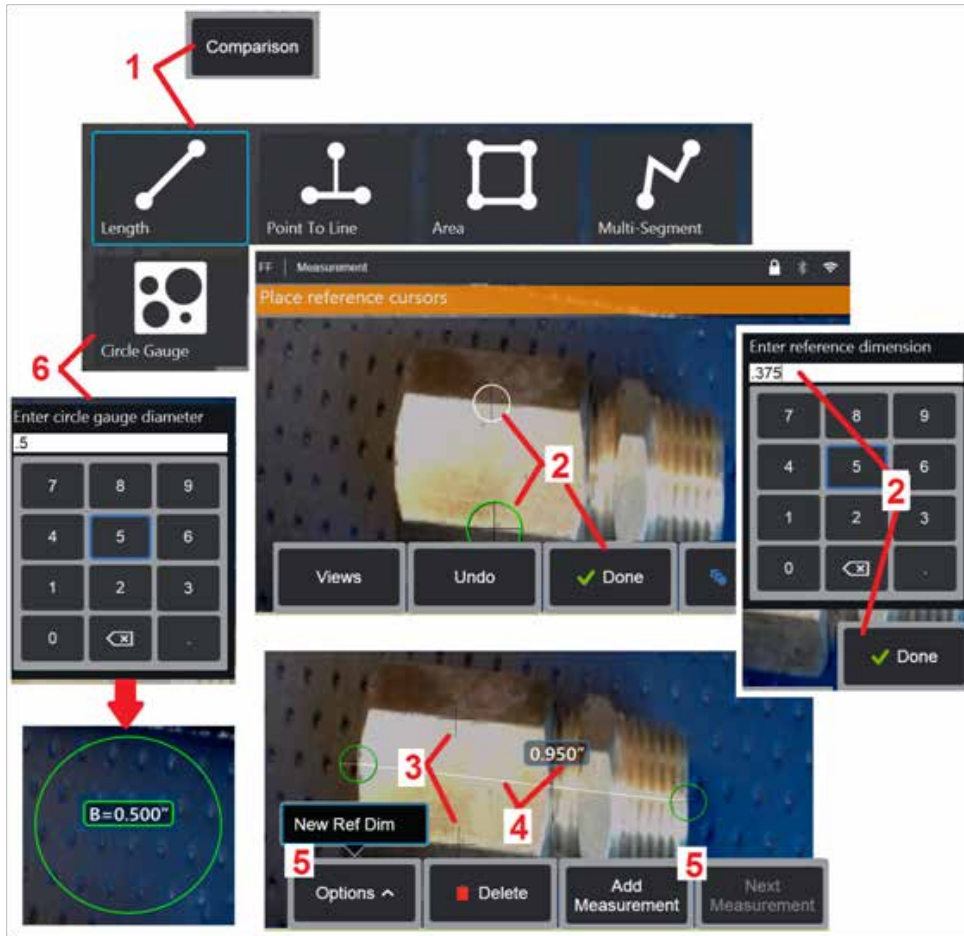 Comparison
1
Length
Point To Line
Area
Multi-Segment
Circle Gauge
6
FF | Measurement
Place reference cursors
2
Views
Undo
Done
Enter reference dimension
.375
7 8 9
4 5 6
2
1 2 3
0 .
Done
Enter circle gauge diameter
.5
7 8 9
4 5 6
1 2 3
0 .
B=0.500"
3
0.950"
4
New Ref Dim
5
5
Options
Delete
Add
Measurement
Next
Measurement